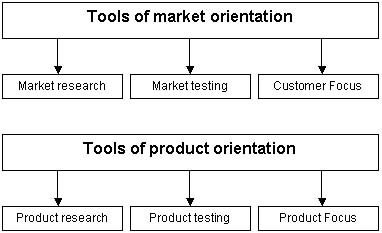 Tools of market orientation
Market research
Market testing
Customer Focus
Tools of product orientation
Product research
Product testing
Product Focus